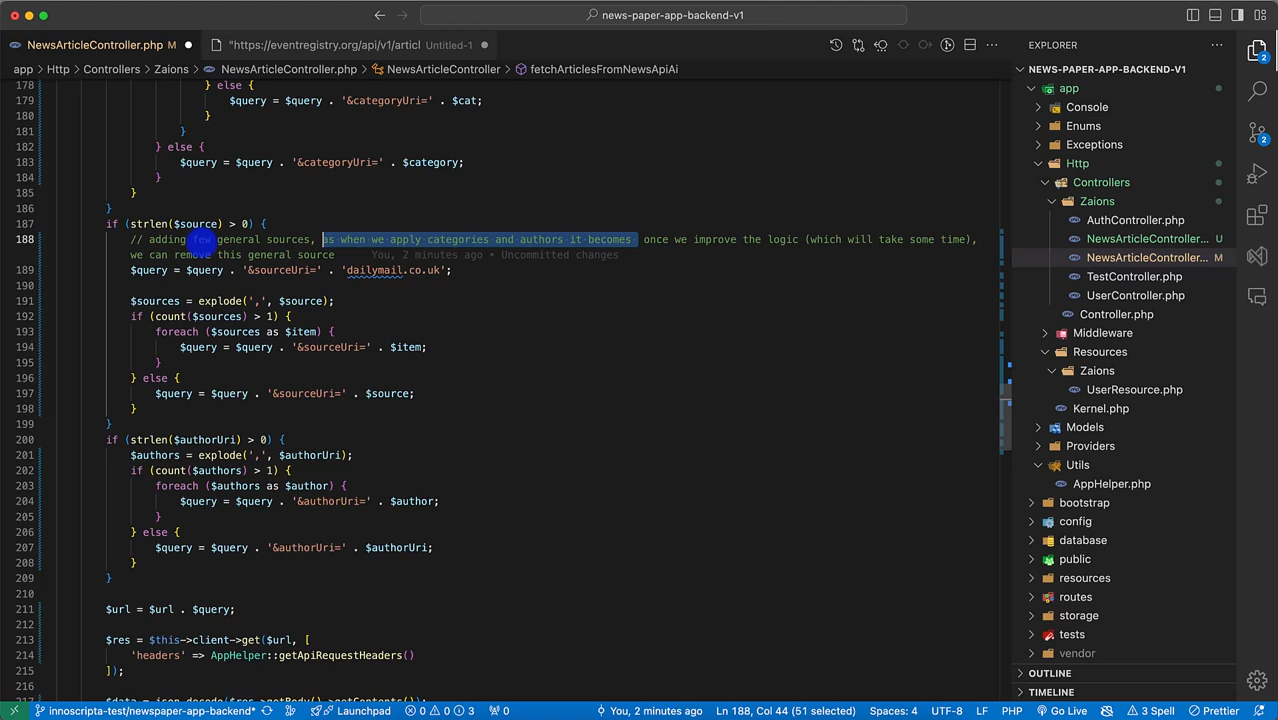 news-paper-app-backend-v1
NewsArticleController.php M
"https://eventregistry.org/api/v1/articl Untitled-1
EXPLORER
app > Http > Controllers > Zaions > NewsArticleController.php > NewsArticleController > fetchArticlesFromNewsApiAi
NEWS-PAPER-APP-BACKEND-V1
178 } else {
179 $query = $query . '&categoryUri=' . $cat;
180 }
181 }
182 } else {
183 $query = $query . '&categoryUri=' . $category;
184 }
185 }
186 }
187 if (strlen($source) > 0) {
188 // adding few general sources, as when we apply categories and authors it becomes once we improve the logic (which will take some time),
we can remove this general source You, 2 minutes ago • Uncommitted changes
189 $query = $query . '&sourceUri=' . 'dailymail.co.uk';
190
191 $sources = explode(',', $source);
192 if (count($sources) > 1) {
193 foreach ($sources as $item) {
194 $query = $query . '&sourceUri=' . $item;
195 }
196 } else {
197 $query = $query . '&sourceUri=' . $source;
198 }
199 }
200 if (strlen($authorUri) > 0) {
201 $authors = explode(',', $authorUri);
202 if (count($authors) > 1) {
203 foreach ($authors as $author) {
204 $query = $query . '&authorUri=' . $author;
205 }
206 } else {
207 $query = $query . '&authorUri=' . $authorUri;
208 }
209 }
210
211 $url = $url . $query;
212
213 $res = $this->client->get($url, [
214 'headers' => AppHelper::getApiRequestHeaders()
215 ]);
216
217 $data = json_decode($res->getBody()->getContents());
app
Console
Enums
Exceptions
Http
Controllers
Zaions
AuthController.php
NewsArticleController... U
NewsArticleController... M
TestController.php
UserController.php
Controller.php
Middleware
Resources
Zaions
UserResource.php
Kernel.php
Models
Providers
Utils
AppHelper.php
bootstrap
config
database
public
resources
routes
storage
tests
vendor
OUTLINE
TIMELINE
2
2
innoscripta-test/newspaper-app-backend* Launchpad 0 0 3 0 You, 2 minutes ago Ln 188, Col 44 (51 selected) Spaces: 4 UTF-8 LF PHP Go Live 3 Spell Prettier